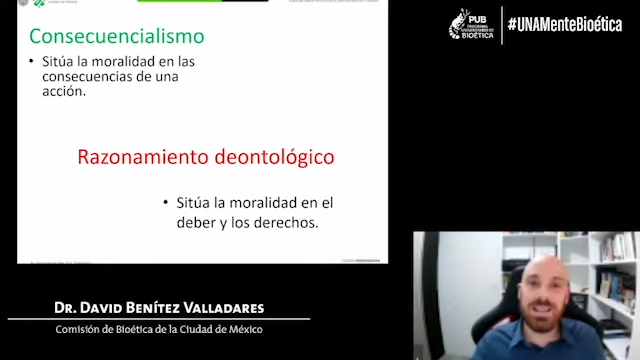 Consecuencialismo
• Sitúa la moralidad en las
consecuencias de una
acción.
Razonamiento deontológico
• Sitúa la moralidad en el
deber y los derechos.
PUB
BIOÉTICA
#UNAMenteBioética
DR. DAVID BENÍTEZ VALLADARES
Comisión de Bioética de la Ciudad de México